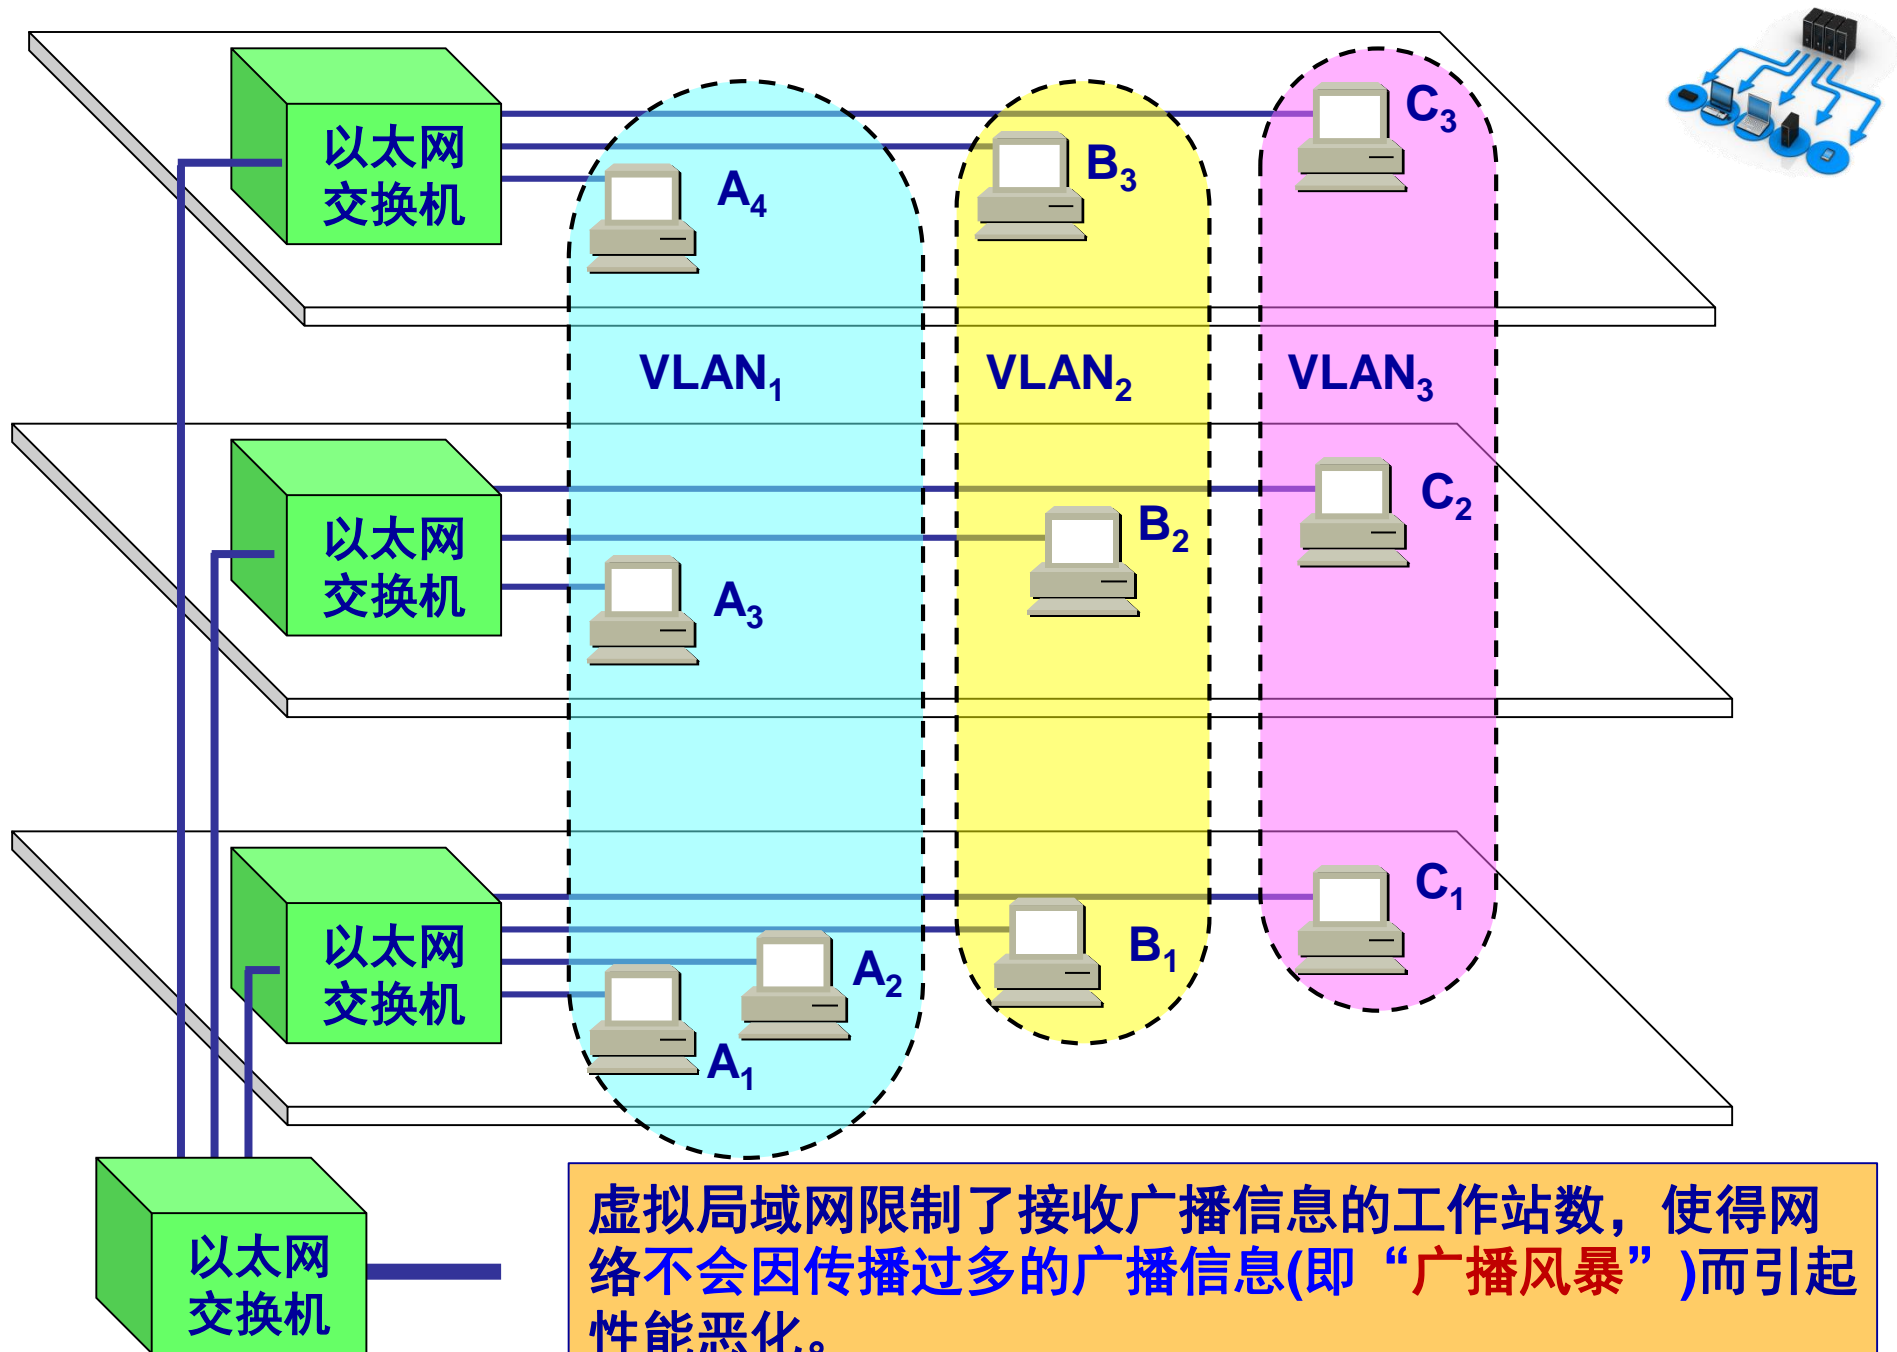 以太网
交换机
A₄
B₃
C₃
VLAN₁
VLAN₂
VLAN₃
以太网
交换机
A₃
B₂
C₂
以太网
交换机
A₁
A₂
B₁
C₁
以太网
交换机
虚拟局域网限制了接收广播信息的工作站数，使得网
络不会因传播过多的广播信息(即“广播风暴”)而引起
性能恶化。